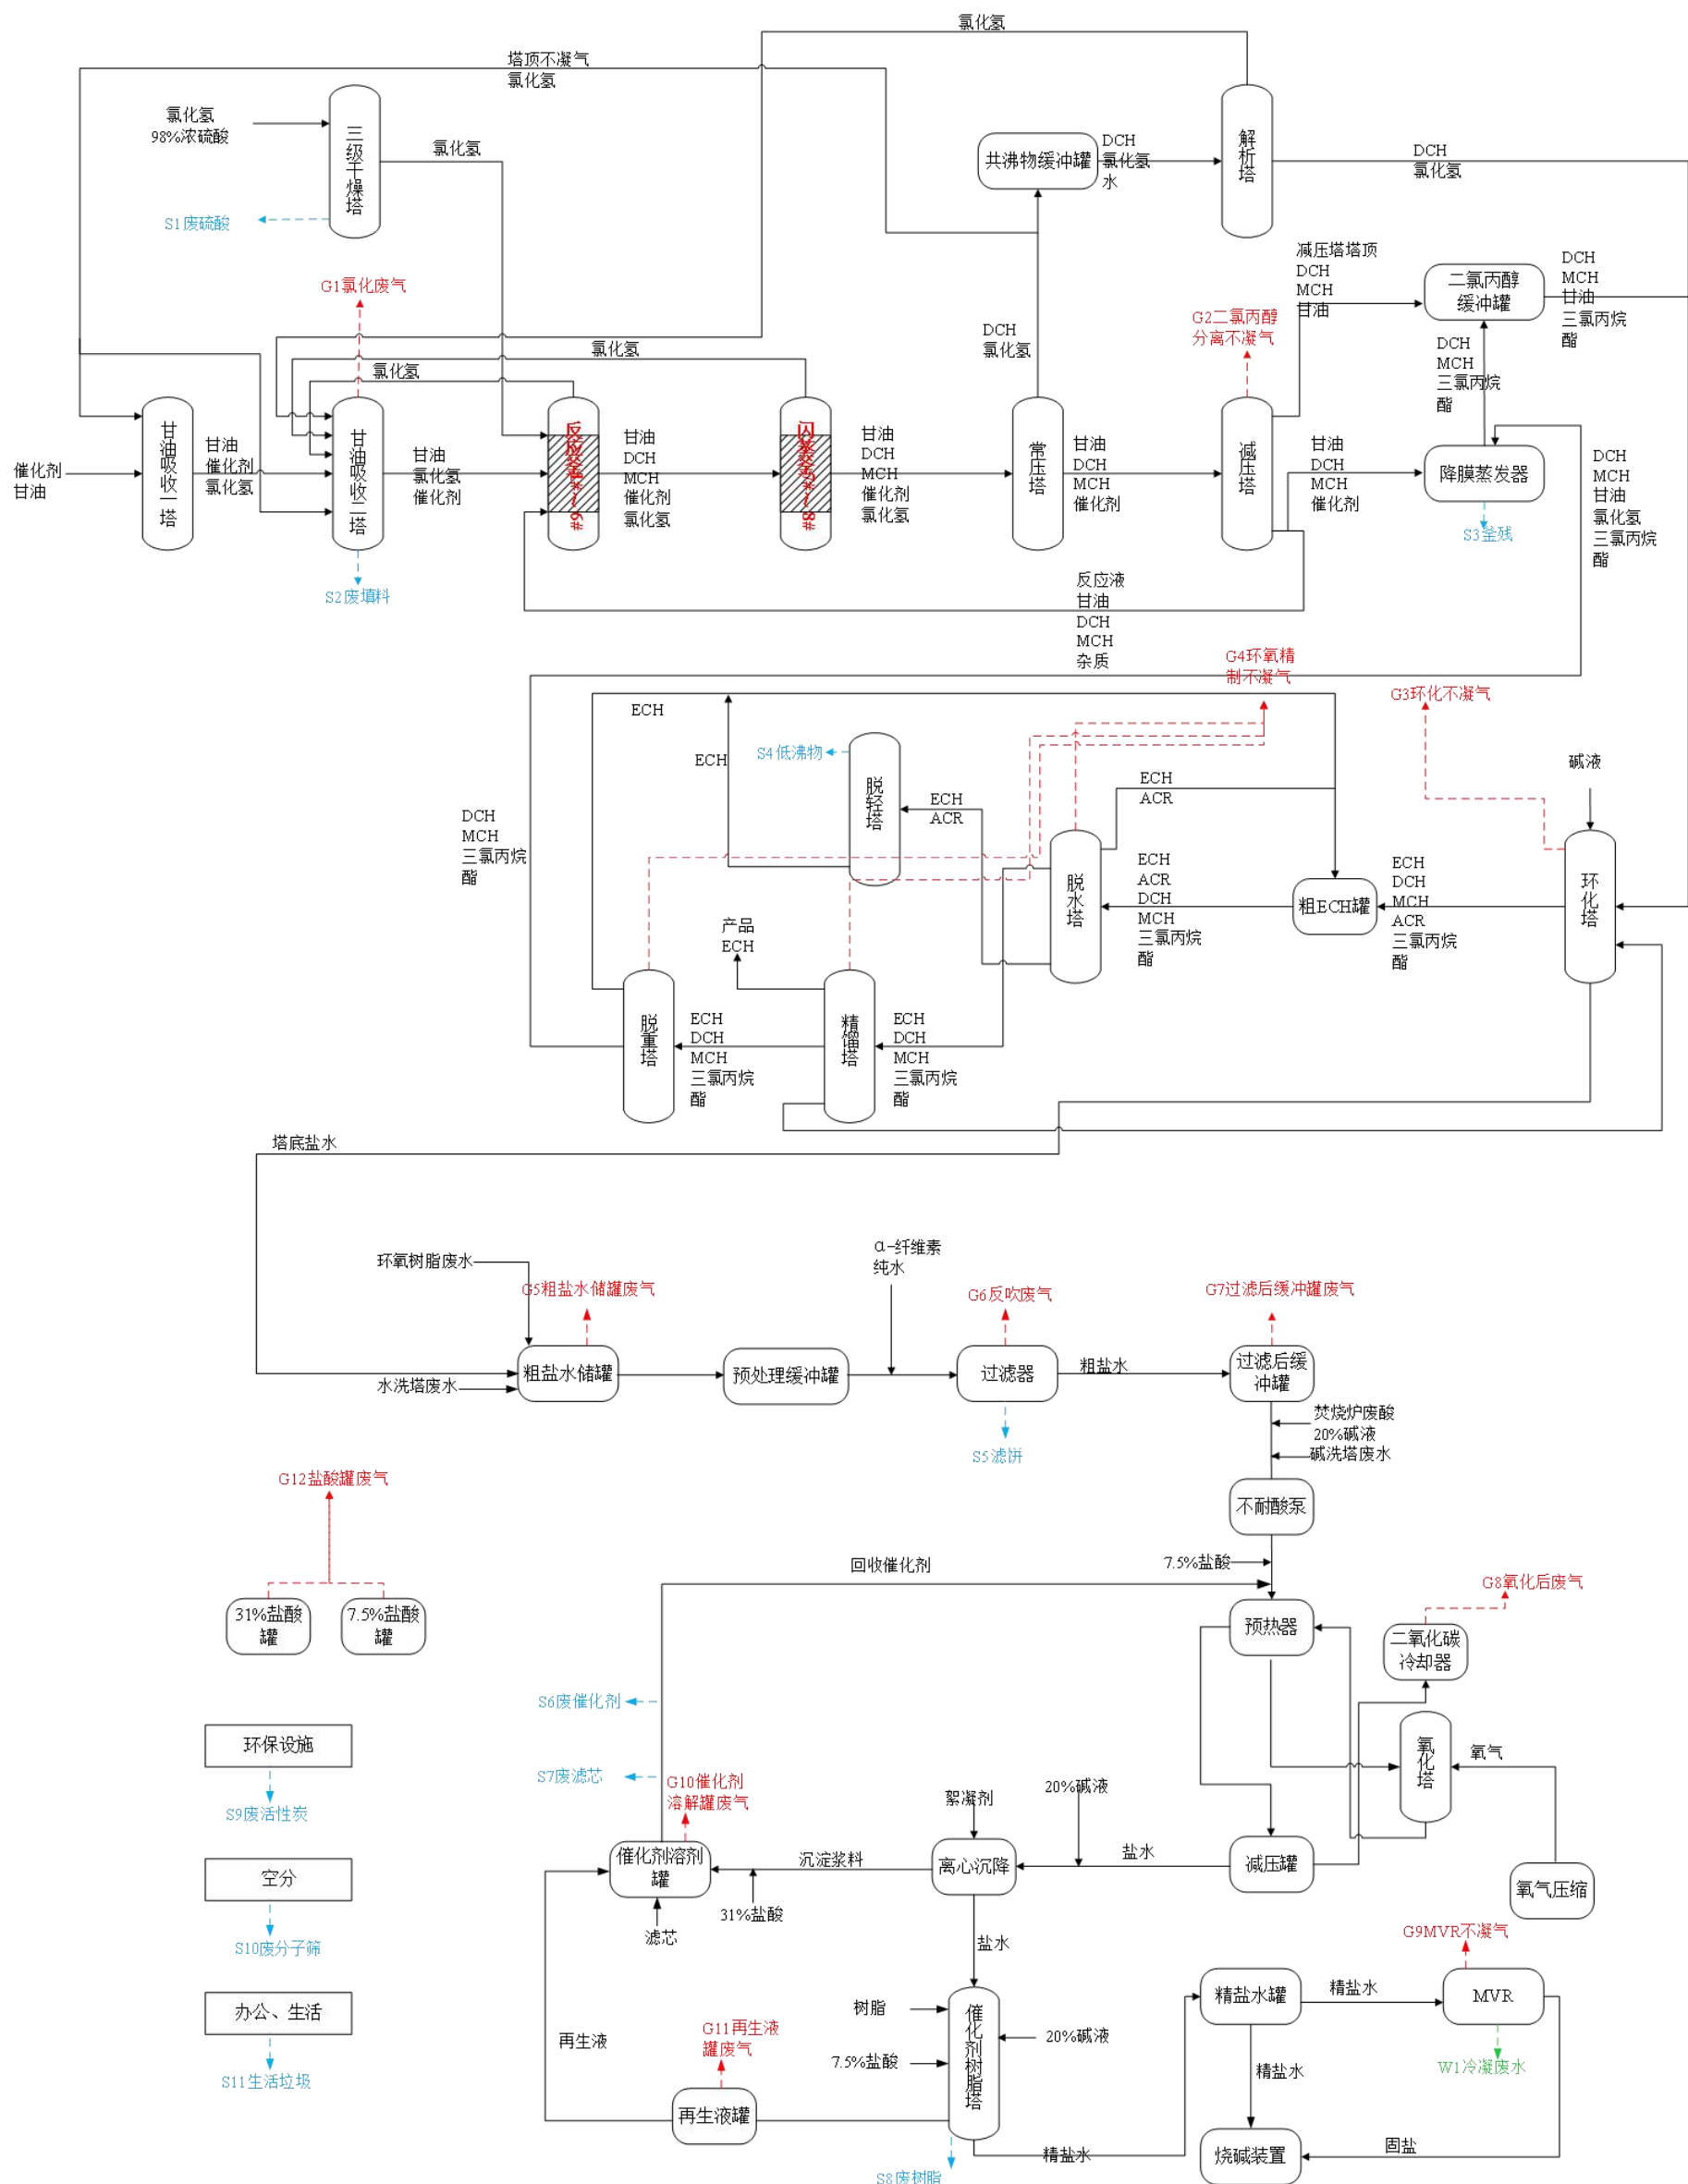 氯化氢
塔顶不凝气
氯化氢
氯化氢
98%浓硫酸
三级干燥塔
氯化氢
S1废硫酸
共沸物缓冲罐
DCH
氯化氢
水
解析塔
DCH
氯化氢
G1氯化废气
氯化氢
氯化氢
DCH
氯化氢
G2二氯丙醇
分离不凝气
减压塔塔顶
DCH
MCH
甘油
二氯丙醇
缓冲罐
DCH
MCH
甘油
三氯丙烷
酯
DCH
MCH
三氯丙烷
酯
催化剂
甘油
甘油吸收一塔
甘油
催化剂
氯化氢
甘油吸收二塔
甘油
氯化氢
催化剂
反应釜1#~6#
甘油
DCH
MCH
催化剂
氯化氢
闪蒸釜7#~8#
甘油
DCH
MCH
催化剂
氯化氢
常压塔
甘油
DCH
MCH
催化剂
减压塔
甘油
DCH
MCH
催化剂
降膜蒸发器
S3釜残
DCH
MCH
甘油
氯化氢
三氯丙烷
酯
S2废填料
反应液
甘油
DCH
MCH
杂质
G4环氧精
制不凝气
G3环化不凝气
ECH
ECH
S4低沸物
脱轻塔
ECH
ACR
ECH
ACR
碱液
DCH
MCH
三氯丙烷
酯
脱水塔
ECH
ACR
DCH
MCH
三氯丙烷
酯
粗ECH罐
ECH
DCH
MCH
ACR
三氯丙烷
酯
环化塔
产品
ECH
脱重塔
ECH
DCH
MCH
三氯丙烷
酯
精馏塔
ECH
DCH
MCH
三氯丙烷
酯
塔底盐水
环氧树脂废水
G5粗盐水储罐废气
α-纤维素
纯水
G6反吹废气
G7过滤后缓冲罐废气
粗盐水储罐
水洗塔废水
预处理缓冲罐
过滤器
粗盐水
过滤后缓
冲罐
S5滤饼
焚烧炉废酸
20%碱液
碱洗塔废水
G12盐酸罐废气
不耐酸泵
回收催化剂
7.5%盐酸
G8氧化后废气
31%盐酸
罐
7.5%盐酸
罐
预热器
二氧化碳
冷却器
S6废催化剂
环保设施
氧化塔
氧气
S7废滤芯
G10催化剂
溶解罐废气
20%碱液
絮凝剂
S9废活性炭
催化剂溶剂
罐
沉淀浆料
离心沉降
盐水
减压罐
空分
氧气压缩
31%盐酸
滤芯
G9MVR不凝气
S10废分子筛
盐水
精盐水罐
精盐水
MVR
办公、生活
树脂
催化剂树脂塔
再生液
G11再生液
罐废气
20%碱液
7.5%盐酸
精盐水
W1冷凝废水
S11生活垃圾
再生液罐
精盐水
烧碱装置
固盐
S8废树脂